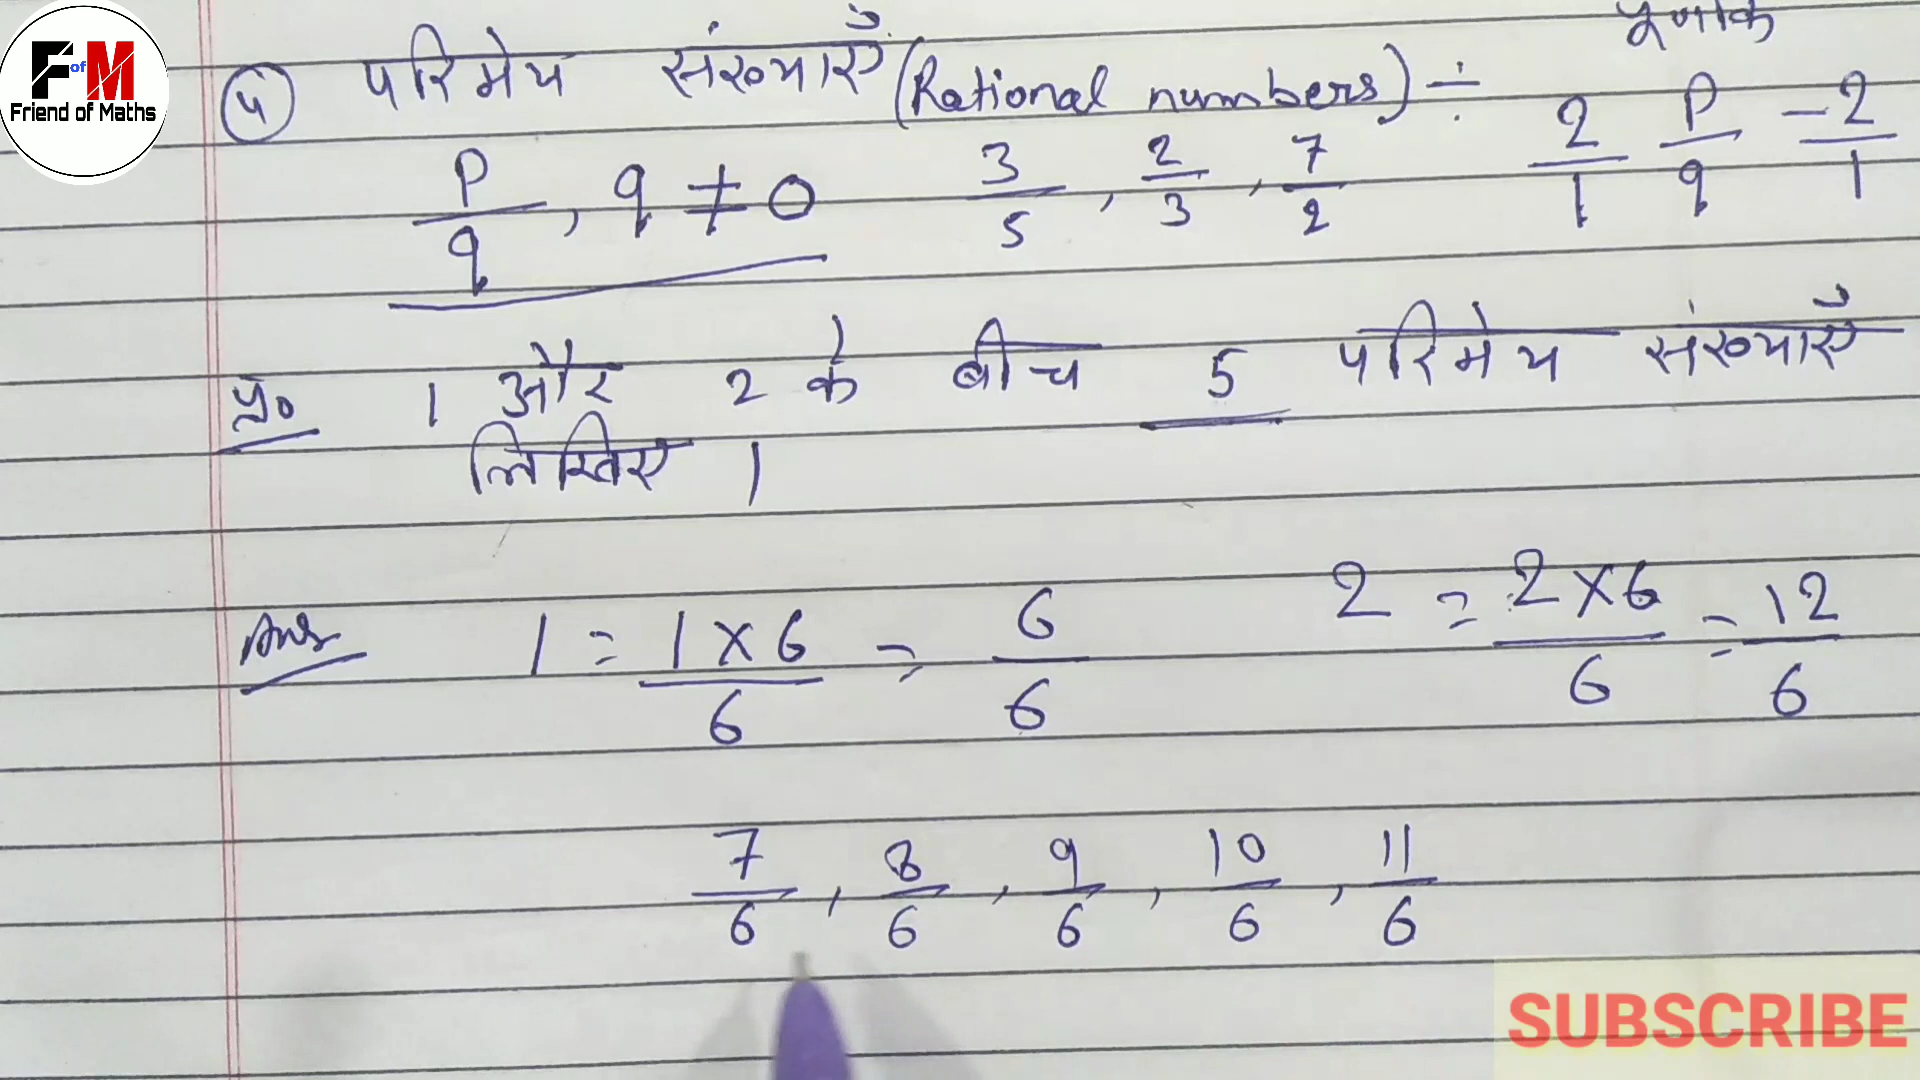 FofM
Friend of Maths
पूर्णांक
५ परिमेय संख्याएँ (Rational numbers) ÷
p/q, q ≠ 0 3/5, 2/3, 7/2 2/1 p/q -2/1
प्र० 1 और 2 के बीच 5 परिमेय संख्याएँ
लिखिए।
Ans 1 = 1×6/6 = 6/6 2 = 2×6/6 = 12/6
7/6, 8/6, 9/6, 10/6, 11/6
SUBSCRIBE